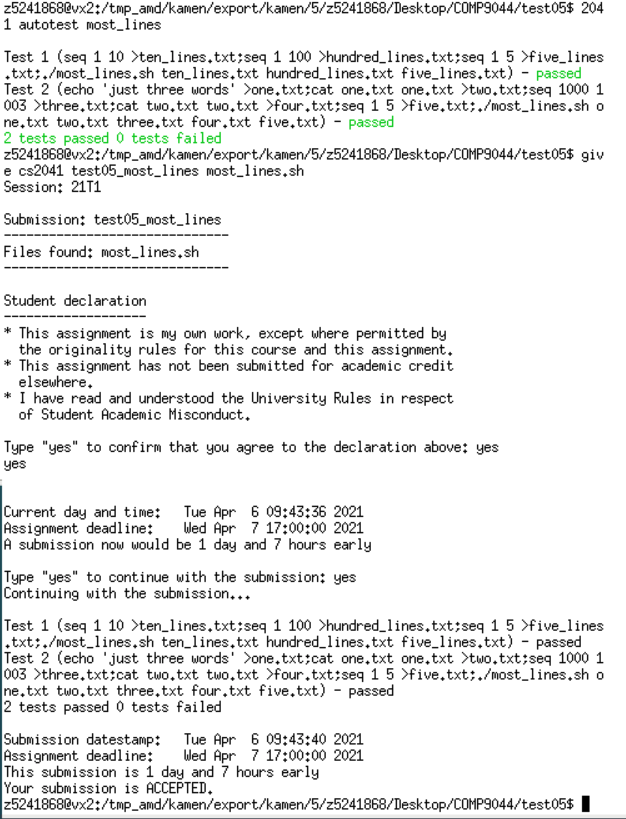 z5241868@vx2:/tmp_amd/kamen/export/kamen/5/z5241868/Desktop/COMP9044/test05$ 204
1 autotest most_lines
Test 1 (seq 1 10 >ten_lines.txt;seq 1 100 >hundred_lines.txt;seq 1 5 >five_lines
.txt;./most_lines.sh ten_lines.txt hundred_lines.txt five_lines.txt) - passed
Test 2 (echo 'just three words' >one.txt;cat one.txt one.txt >two.txt;seq 1000 1
003 >three.txt;cat two.txt two.txt >four.txt;seq 1 5 >five.txt;./most_lines.sh o
ne.txt two.txt three.txt four.txt five.txt) - passed
2 tests passed 0 tests failed
z5241868@vx2:/tmp_amd/kamen/export/kamen/5/z5241868/Desktop/COMP9044/test05$ giv
e cs2041 test05_most_lines most_lines.sh
Session: 21T1
Submission: test05_most_lines
------------------------------
Files found: most_lines.sh
------------------------------
Student declaration
-------------------
* This assignment is my own work, except where permitted by
the originality rules for this course and this assignment.
* This assignment has not been submitted for academic credit
elsewhere.
* I have read and understood the University Rules in respect
of Student Academic Misconduct.
Type "yes" to confirm that you agree to the declaration above: yes
yes
Current day and time:   Tue Apr  6 09:43:36 2021
Assignment deadline:    Wed Apr  7 17:00:00 2021
A submission now would be 1 day and 7 hours early
Type "yes" to continue with the submission: yes
Continuing with the submission...
Test 1 (seq 1 10 >ten_lines.txt;seq 1 100 >hundred_lines.txt;seq 1 5 >five_lines
.txt;./most_lines.sh ten_lines.txt hundred_lines.txt five_lines.txt) - passed
Test 2 (echo 'just three words' >one.txt;cat one.txt one.txt >two.txt;seq 1000 1
003 >three.txt;cat two.txt two.txt >four.txt;seq 1 5 >five.txt;./most_lines.sh o
ne.txt two.txt three.txt four.txt five.txt) - passed
2 tests passed 0 tests failed
Submission datestamp:   Tue Apr  6 09:43:40 2021
Assignment deadline:    Wed Apr  7 17:00:00 2021
This submission is 1 day and 7 hours early
Your submission is ACCEPTED.
z5241868@vx2:/tmp_amd/kamen/export/kamen/5/z5241868/Desktop/COMP9044/test05$